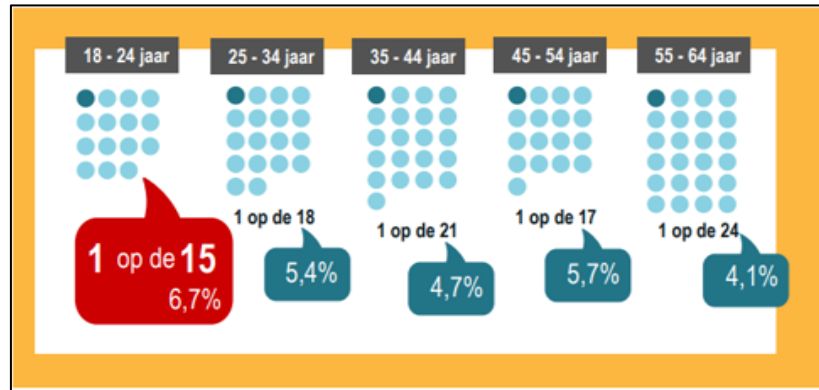 18 - 24 jaar
25 - 34 jaar
35 - 44 jaar
45 - 54 jaar
55 - 64 jaar
1 op de 15
6,7%
1 op de 18
5,4%
1 op de 21
4,7%
1 op de 17
5,7%
1 op de 24
4,1%